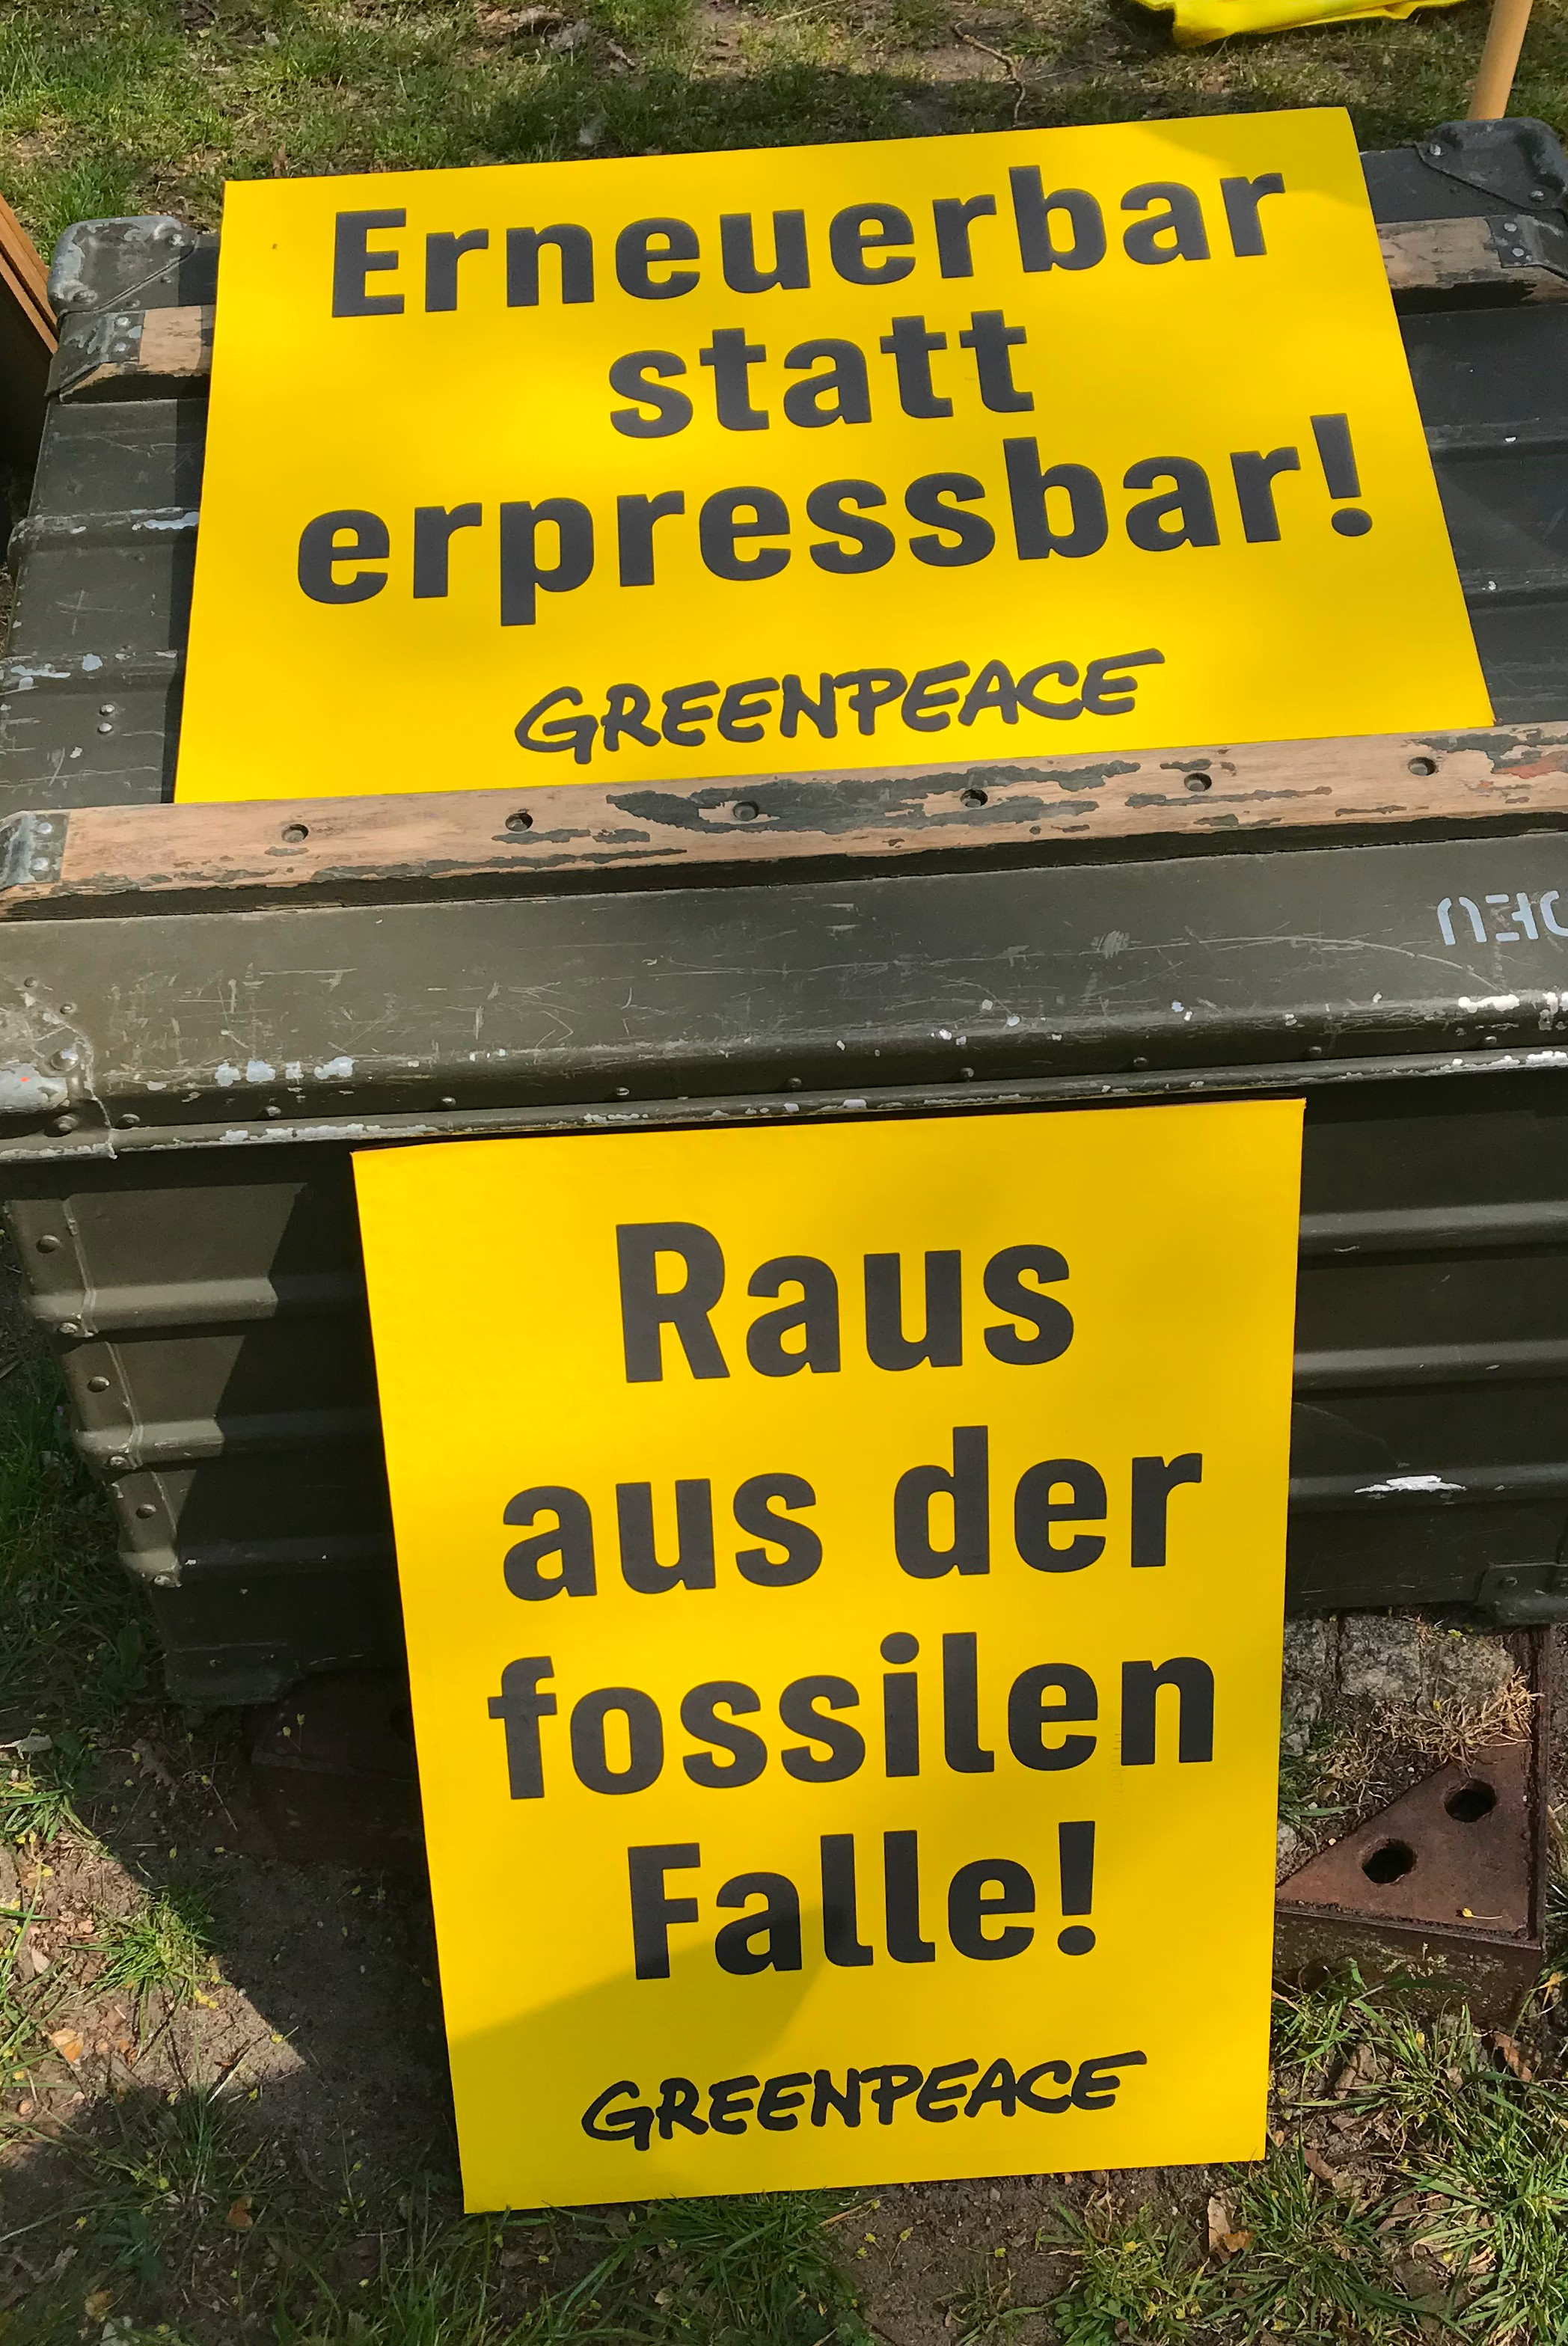 Erneuerbar
statt
erpressbar!
GREENPEACE
Raus
aus der
fossilen
Falle!
GREENPEACE